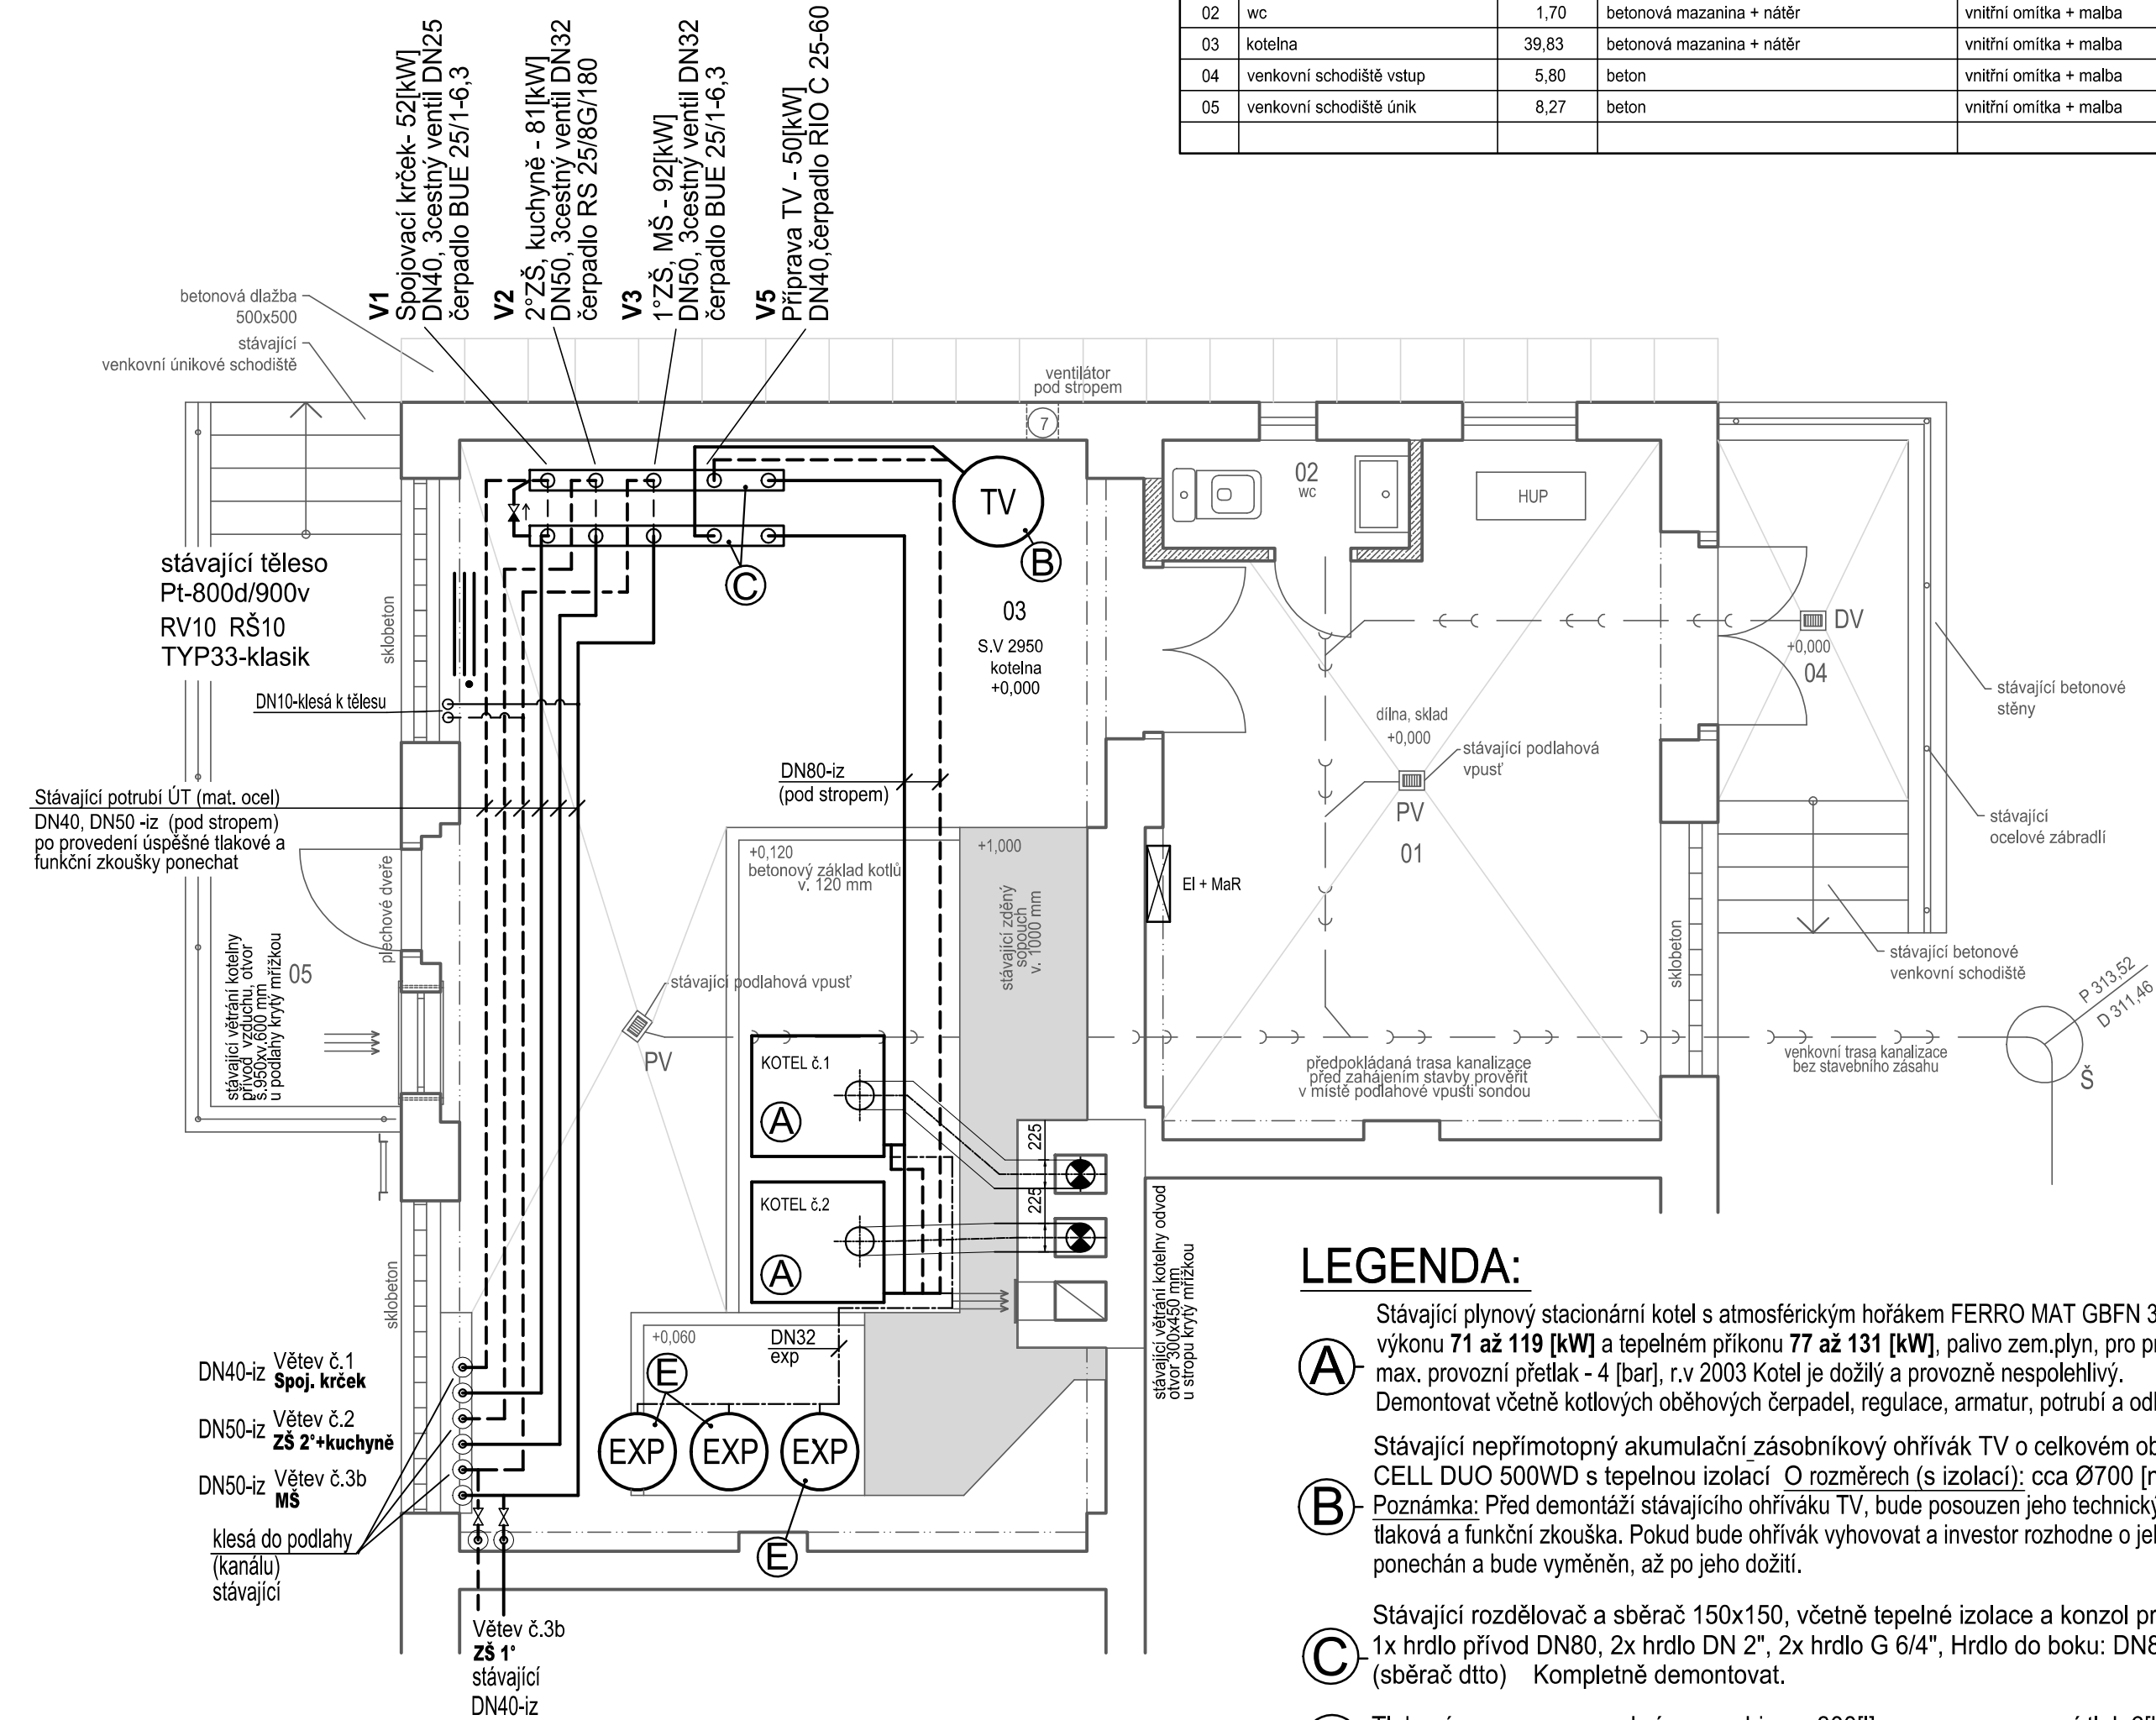 02 wc 1,70 betonová mazanina + nátěr vnitřní omítka + malba
03 kotelna 39,83 betonová mazanina + nátěr vnitřní omítka + malba
04 venkovní schodiště vstup 5,80 beton vnitřní omítka + malba
05 venkovní schodiště únik 8,27 beton vnitřní omítka + malba
V1
Spojovací krček- 52[kW]
DN40, 3cestný ventil DN25
čerpadlo BUE 25/1-6,3
V2
2°ZŠ, kuchyně - 81[kW]
DN50, 3cestný ventil DN32
čerpadlo RS 25/8G/180
V3
1°ZŠ, MŠ - 92[kW]
DN50, 3cestný ventil DN32
čerpadlo BUE 25/1-6,3
V5
Příprava TV - 50[kW]
DN40,čerpadlo RIO C 25-60
betonová dlažba
500x500
stávající
venkovní únikové schodiště
ventilátor
pod stropem
7
TV
B
C
02
wc
HUP
stávající těleso
Pt-800d/900v
RV10 RŠ10
TYP33-klasik
sklobeton
03
S.V 2950
kotelna
+0,000
DV
+0,000
04
stávající betonové
stěny
DN10-klesá k tělesu
dílna, sklad
+0,000
stávající podlahová
vpusť
PV
01
stávající
ocelové zábradlí
DN80-iz
(pod stropem)
Stávající potrubí ÚT (mat. ocel)
DN40, DN50 -iz (pod stropem)
po provedení úspěšné tlakové a
funkční zkoušky ponechat
+0,120
betonový základ kotlů
v. 120 mm
+1,000
stávající zděný
sopouch
v. 1000 mm
El + MaR
plechové dveře
05
stávající větrání kotelny
přívod vzduchu, otvor
š.950xv.600 mm
u podlahy krytý mřížkou
stávající podlahová vpusť
PV
sklobeton
stávající betonové
venkovní schodiště
P 313,52
D 311,46
Š
KOTEL č.1
A
KOTEL č.2
A
předpokládaná trasa kanalizace
před zahájením stavby prověřit
v místě podlahové vpusti sondou
venkovní trasa kanalizace
bez stavebního zásahu
225
225
stávající větrání kotelny odvod
otvor 300x450 mm
u stropu krytý mřížkou
sklobeton
+0,060
DN32
exp
E
EXP
EXP
EXP
E
DN40-iz Větev č.1
Spoj. krček
DN50-iz Větev č.2
ZŠ 2°+kuchyně
DN50-iz Větev č.3b
MŠ
klesá do podlahy
(kanálu)
stávající
Větev č.3b
ZŠ 1°
stávající
DN40-iz
LEGENDA:
A
Stávající plynový stacionární kotel s atmosférickým hořákem FERRO MAT GBFN 3
výkonu 71 až 119 [kW] a tepelném příkonu 77 až 131 [kW], palivo zem.plyn, pro
max. provozní přetlak - 4 [bar], r.v 2003 Kotel je dožilý a provozně nespolehlivý.
Demontovat včetně kotlových oběhových čerpadel, regulace, armatur, potrubí a
B
Stávající nepřímotopný akumulační zásobníkový ohřívák TV o celkovém
CELL DUO 500WD s tepelnou izolací O rozměrech (s izolací): cca Ø700
Poznámka: Před demontáží stávajícího ohříváku TV, bude posouzen jeho technický
tlaková a funkční zkouška. Pokud bude ohřívák vyhovovat a investor rozhodne o
ponechán a bude vyměněn, až po jeho dožití.
C
Stávající rozdělovač a sběrač 150x150, včetně tepelné izolace a konzol
1x hrdlo přívod DN80, 2x hrdlo DN 2", 2x hrdlo G 6/4", Hrdlo do boku: DN8
(sběrač dtto) Kompletně demontovat.